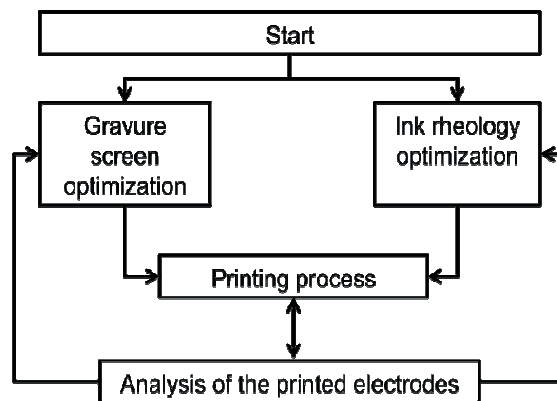 Start
Gravure
screen
optimization
Ink rheology
optimization
Printing process
Analysis of the printed electrodes